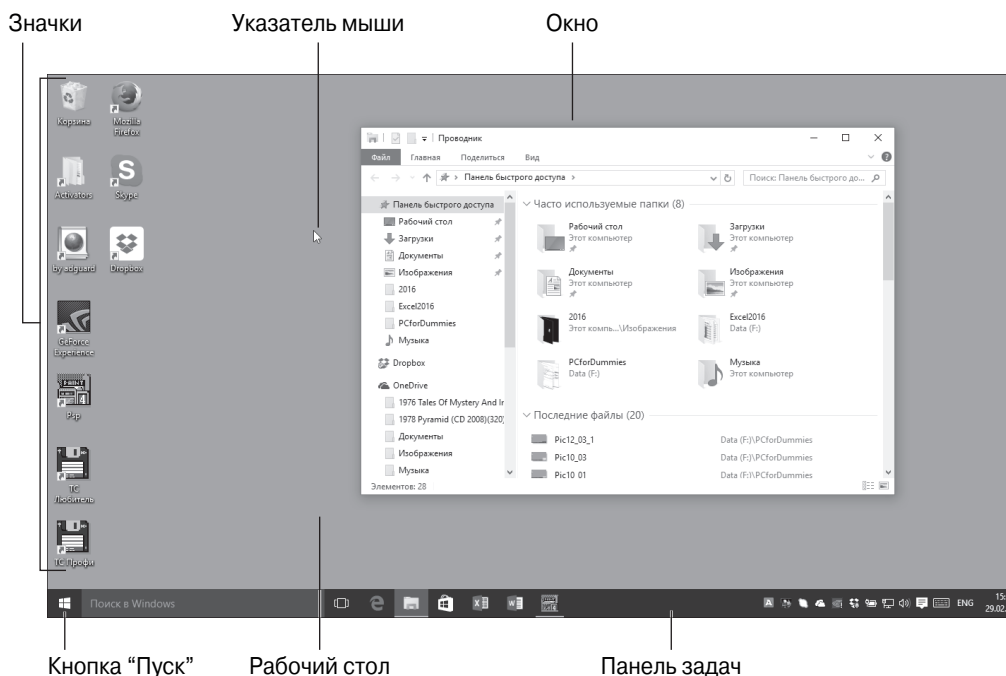 Значки
Указатель мыши
Окно
Корзина
Mozilla
Firefox
Activators
Skype
by adguard
Dropbox
GeForce
Experience
Psp
TC
Любитель
TC Профи
Проводник
Файл Главная Поделиться Вид
Панель быстрого доступа
Поиск: Панель быстрого до...
Панель быстрого доступа
Рабочий стол
Загрузки
Документы
Изображения
2016
Excel2016
PCforDummies
Музыка
Dropbox
OneDrive
1976 Tales Of Mystery And Ir
1978 Pyramid (CD 2008)(320)
Документы
Изображения
Музыка
Часто используемые папки (8)
Рабочий стол
Этот компьютер
Загрузки
Этот компьютер
Документы
Этот компьютер
Изображения
Этот компьютер
2016
Этот компь...\Изображения
Excel2016
Data (F:)
PCforDummies
Data (F:)
Музыка
Этот компьютер
Последние файлы (20)
Pic12_03_1 Data (F:)\PCforDummies
Pic10_03 Data (F:)\PCforDummies
Pic10 01 Data (F:)\PCforDummies
Элементов: 28
Поиск в Windows
ENG
15:
29.02.
Кнопка “Пуск”
Рабочий стол
Панель задач